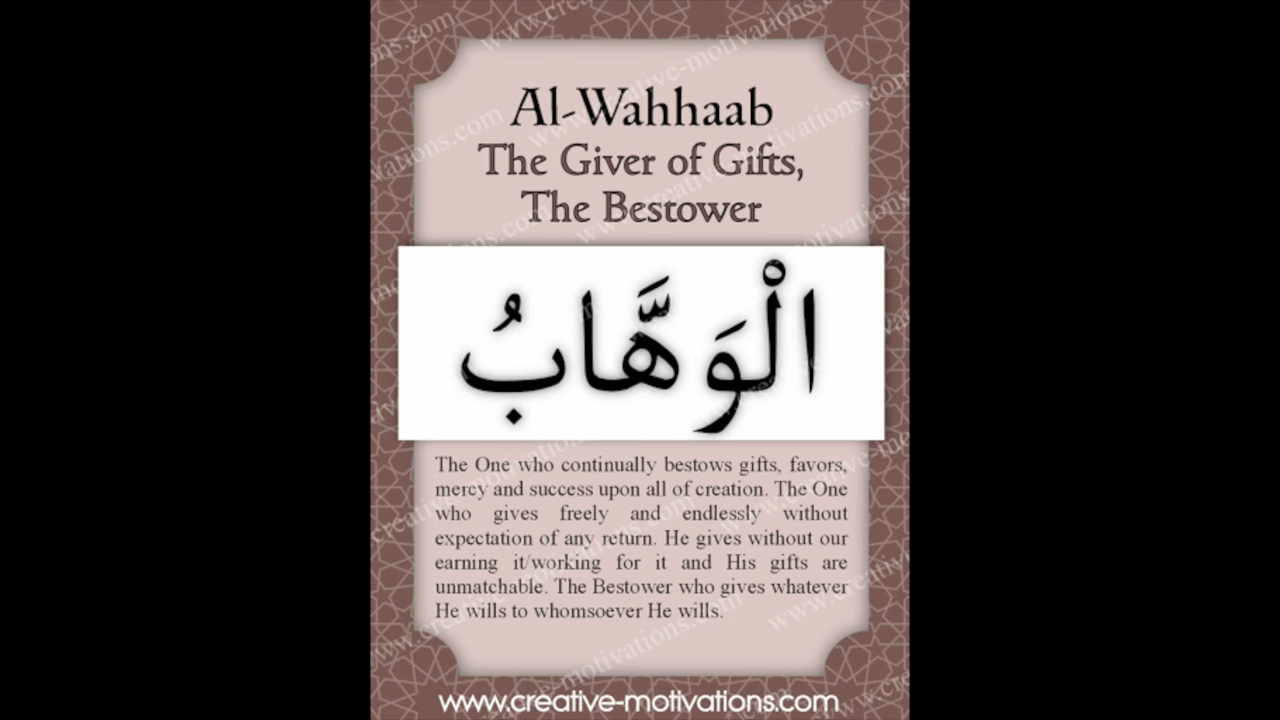 Al-Wahhaab
The Giver of Gifts,
The Bestower
الْوَهَّابُ
The One who continually bestows gifts, favors,
mercy and success upon all of creation. The One
who gives freely and endlessly without
expectation of any return. He gives without our
earning it/working for it and His gifts are
unmatchable. The Bestower who gives whatever
He wills to whomsoever He wills.
www.creative-motivations.com